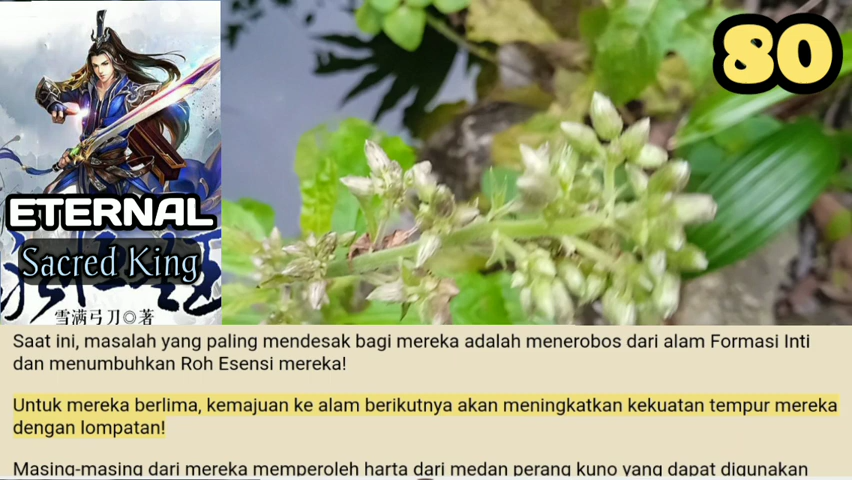 80
ETERNAL
Sacred King
雪满弓刀◎著
Saat ini, masalah yang paling mendesak bagi mereka adalah menerobos dari alam Formasi Inti
dan menumbuhkan Roh Esensi mereka!
Untuk mereka berlima, kemajuan ke alam berikutnya akan meningkatkan kekuatan tempur mereka
dengan lompatan!
Masing-masing dari mereka memperoleh harta dari medan perang kuno yang dapat digunakan